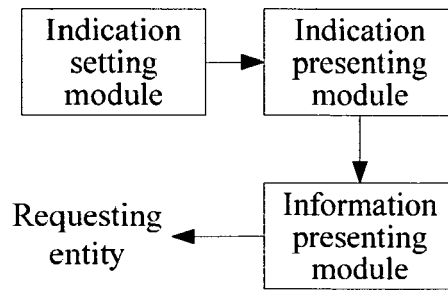 Indication
setting
module
Indication
presenting
module
Information
presenting
module
Requesting
entity